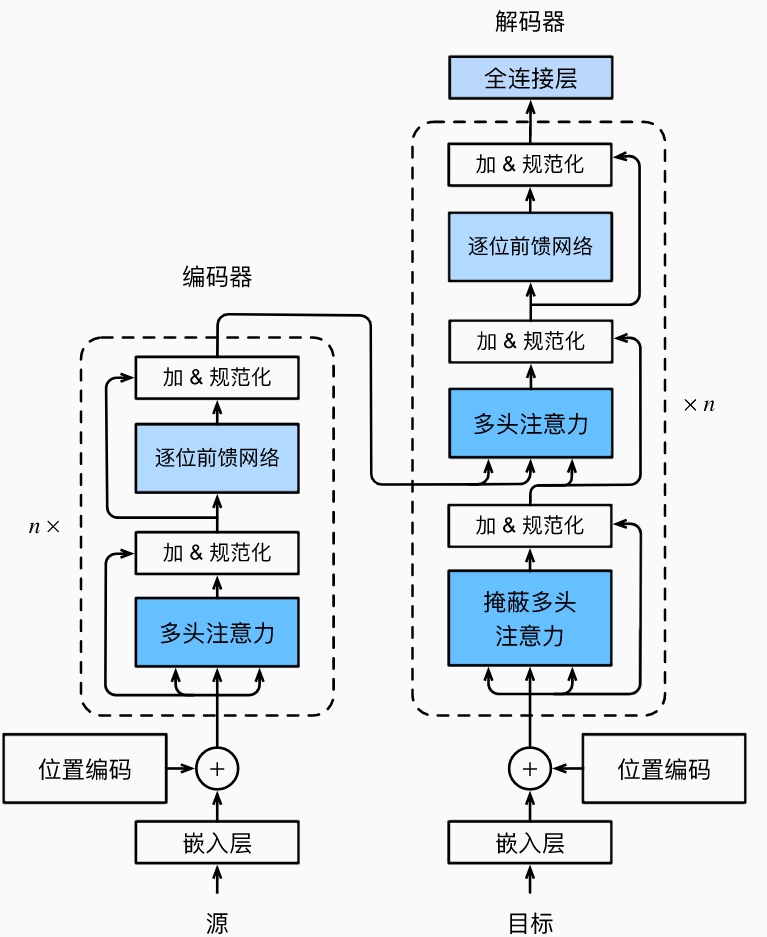 解码器
全连接层
加 & 规范化
逐位前馈网络
加 & 规范化
多头注意力
加 & 规范化
掩蔽多头
注意力
× n
位置编码
嵌入层
目标
编码器
加 & 规范化
逐位前馈网络
加 & 规范化
多头注意力
n ×
位置编码
嵌入层
源